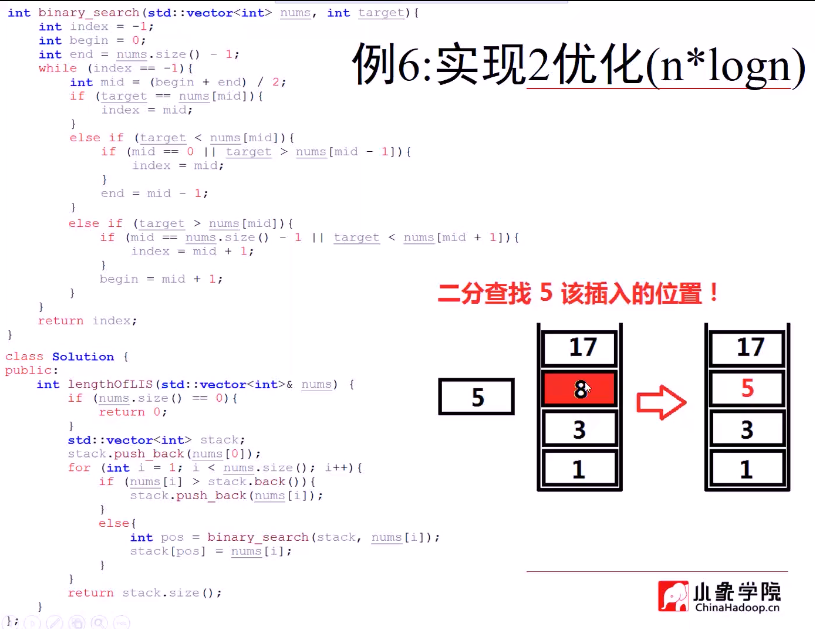 int binary_search(std::vector<int> nums, int target){
    int index = -1;
    int begin = 0;
    int end = nums.size() - 1;
    while (index == -1){
        int mid = (begin + end) / 2;
        if (target == nums[mid]){
            index = mid;
        }
        else if (target < nums[mid]){
            if (mid == 0 || target > nums[mid - 1]){
                index = mid;
            }
            end = mid - 1;
        }
        else if (target > nums[mid]){
            if (mid == nums.size() - 1 || target < nums[mid + 1]){
                index = mid + 1;
            }
            begin = mid + 1;
        }
    }
    return index;
}
class Solution {
public:
    int lengthOfLIS(std::vector<int>& nums) {
        if (nums.size() == 0){
            return 0;
        }
        std::vector<int> stack;
        stack.push_back(nums[0]);
        for (int i = 1; i < nums.size(); i++){
            if (nums[i] > stack.back()){
                stack.push_back(nums[i]);
            }
            else{
                int pos = binary_search(stack, nums[i]);
                stack[pos] = nums[i];
            }
        }
        return stack.size();
    }
};
例6:实现2优化(n*logn)
二分查找 5 该插入的位置！
5
17
8
3
1
17
5
3
1
小象学院
ChinaHadoop.cn